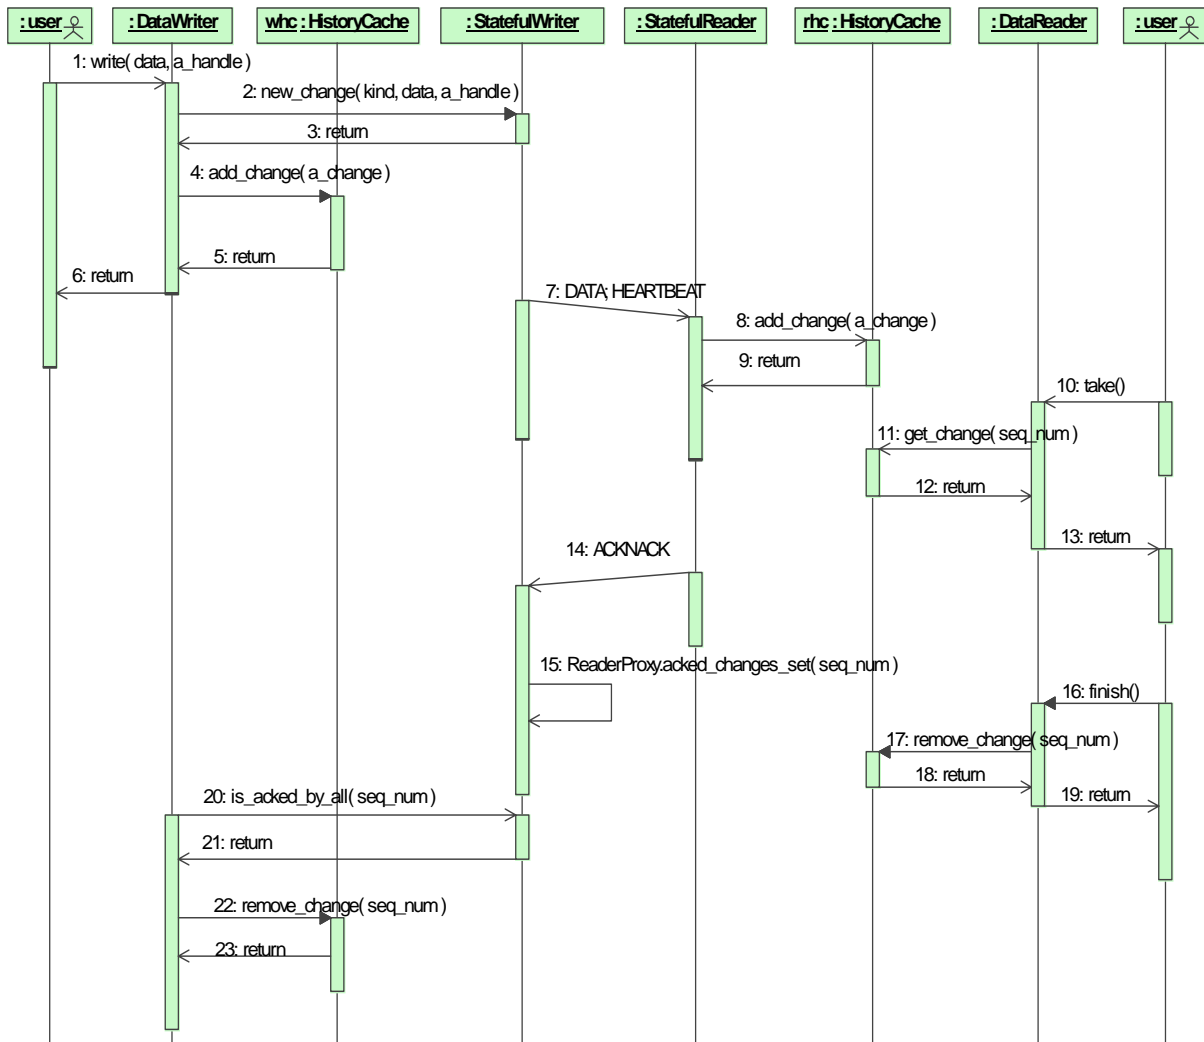 : user
: DataWriter
whc : HistoryCache
: StatefulWriter
: StatefulReader
rhc : HistoryCache
: DataReader
: user
1: write( data, a_handle )
2: new_change( kind, data, a_handle )
3: return
4: add_change( a_change )
5: return
6: return
7: DATA; HEARTBEAT
8: add_change( a_change )
9: return
10: take()
11: get_change( seq_num )
12: return
13: return
14: ACKNACK
15: ReaderProxy.acked_changes_set( seq_num )
16: finish()
17: remove_change( seq_num )
18: return
19: return
20: is_acked_by_all( seq_num )
21: return
22: remove_change( seq_num )
23: return